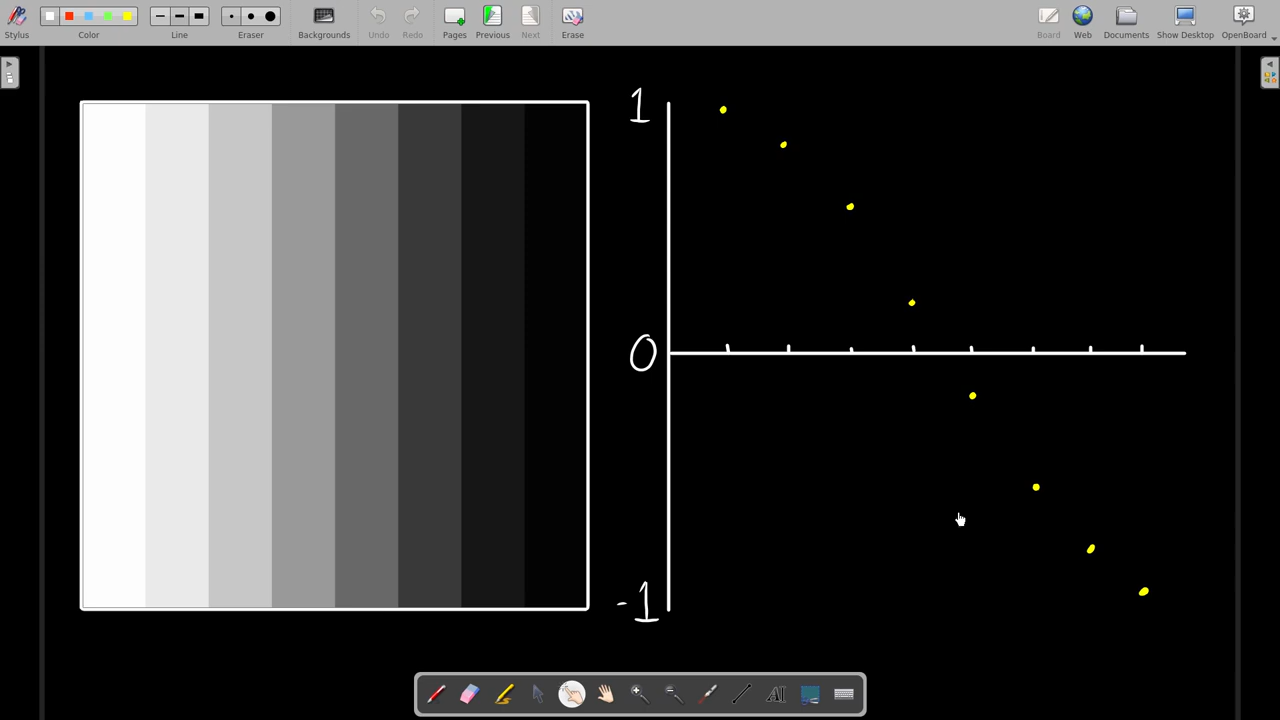 Stylus
Color
Line
Eraser
Backgrounds
Undo
Redo
Pages
Previous
Next
Erase
Board
Web
Documents
Show Desktop
OpenBoard
1
0
-1